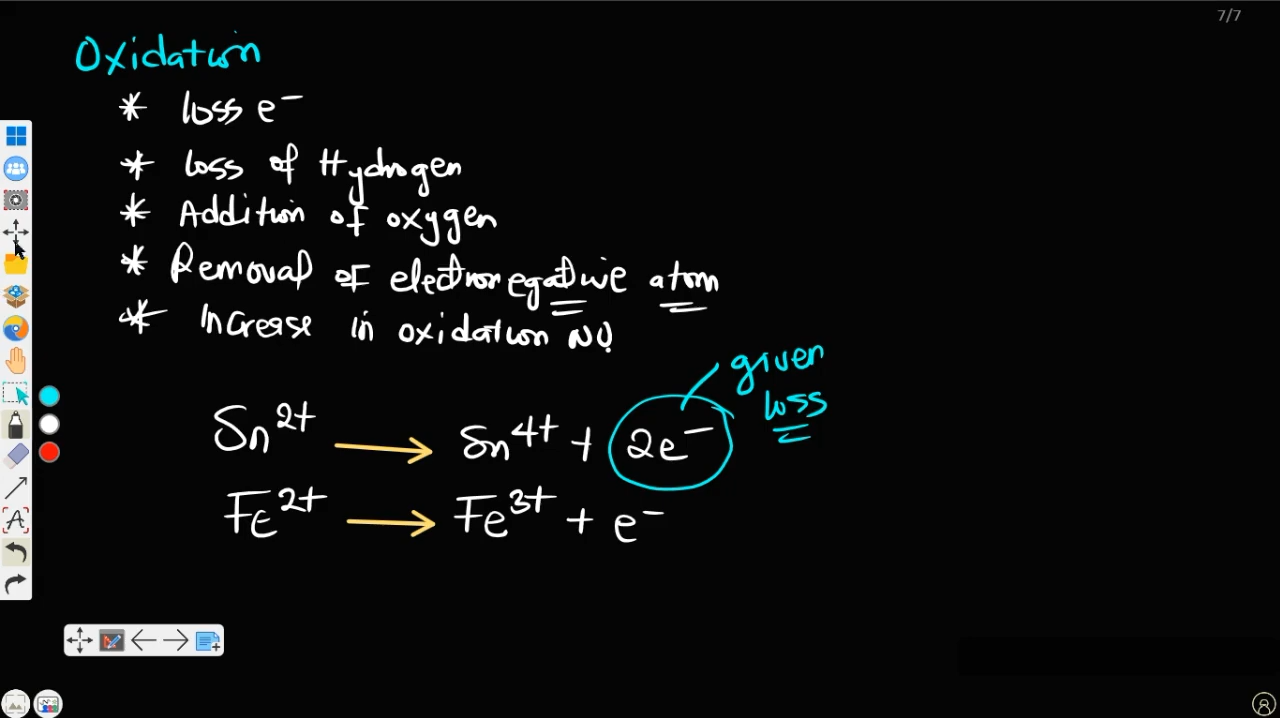 7/7
Oxidation
* Loss e⁻
* Loss of Hydrogen
* Addition of oxygen
* Removal of electronegative atom
* Increase in oxidation NO.
given
loss
Sn²⁺ → Sn⁴⁺ + 2e⁻
Fe²⁺ → Fe³⁺ + e⁻